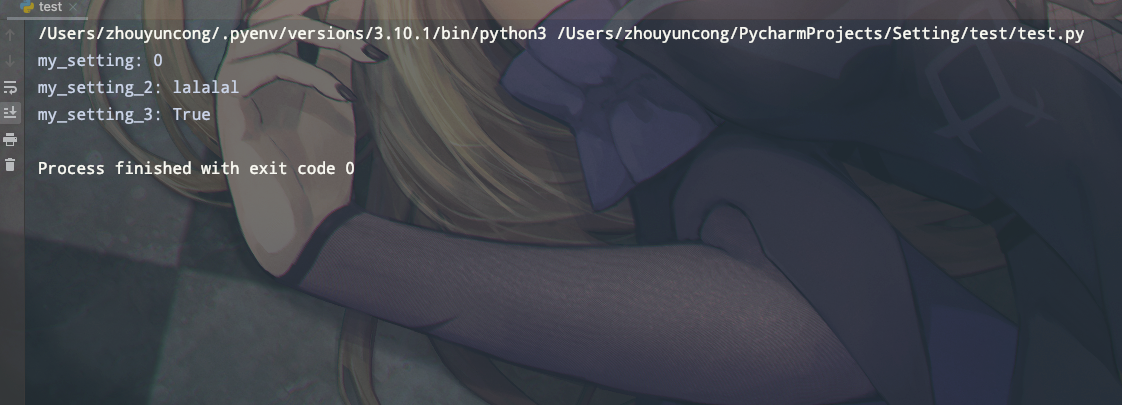 test
/Users/zhouyuncong/.pyenv/versions/3.10.1/bin/python3 /Users/zhouyuncong/PycharmProjects/Setting/test/test.py
my_setting: 0
my_setting_2: lalalal
my_setting_3: True
Process finished with exit code 0